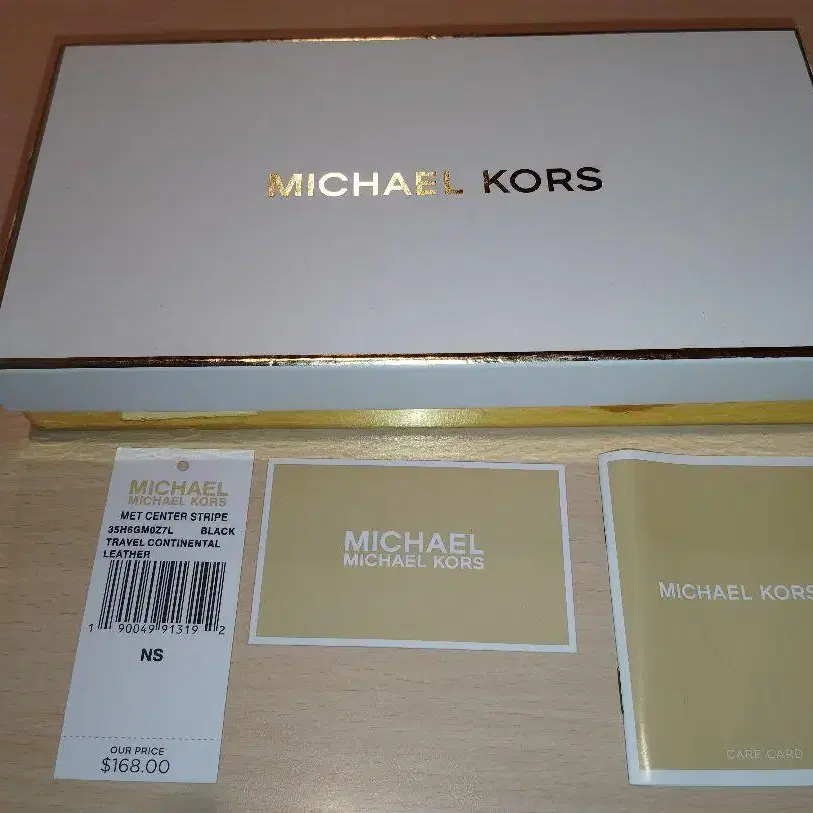 MICHAEL KORS
MICHAEL
MICHAEL KORS
MET CENTER STRIPE
35H6GM0Z7L BLACK
TRAVEL CONTINENTAL
LEATHER
1 90049 91319 2
NS
OUR PRICE
$168.00
MICHAEL
MICHAEL KORS
MICHAEL KORS
CARE CARD